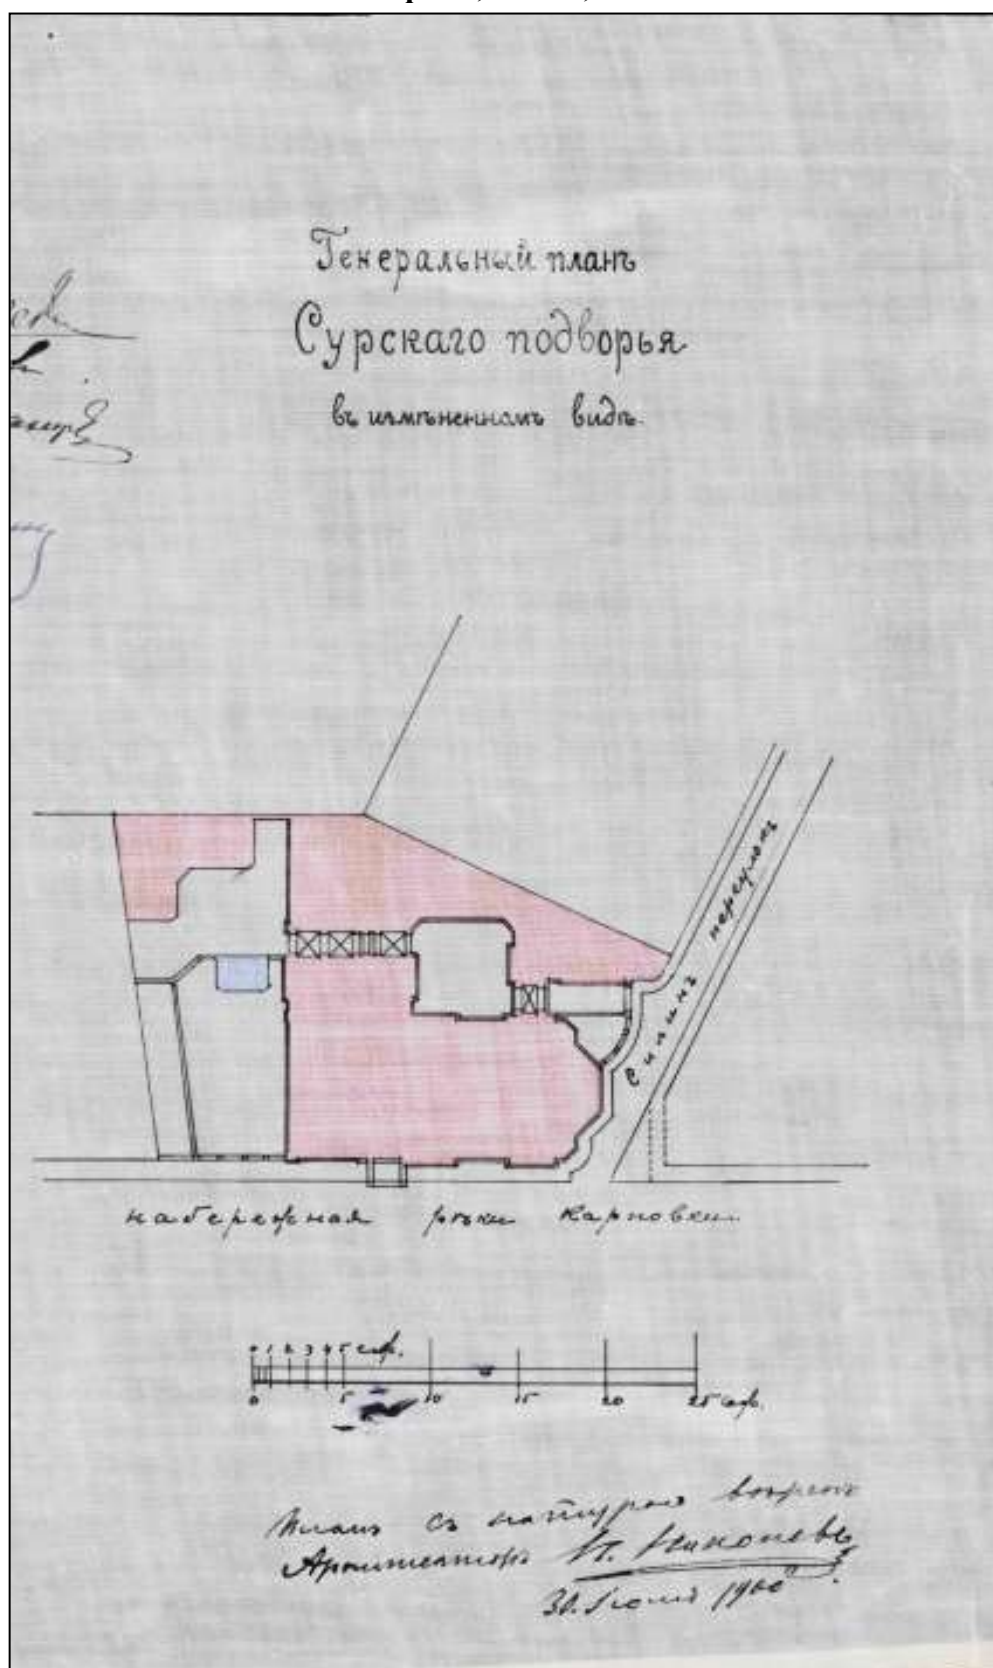 Генеральный планъ
Сурскаго подворья
въ измѣненномъ видѣ.
Силинъ переулокъ
набережная рѣки Карповки
0 1 2 3 4 5 саж.
0 5 10 15 20 25 саж.
Планъ съ натурою вѣренъ
Архитекторъ Н. Никоновъ
30. Іюня 1900